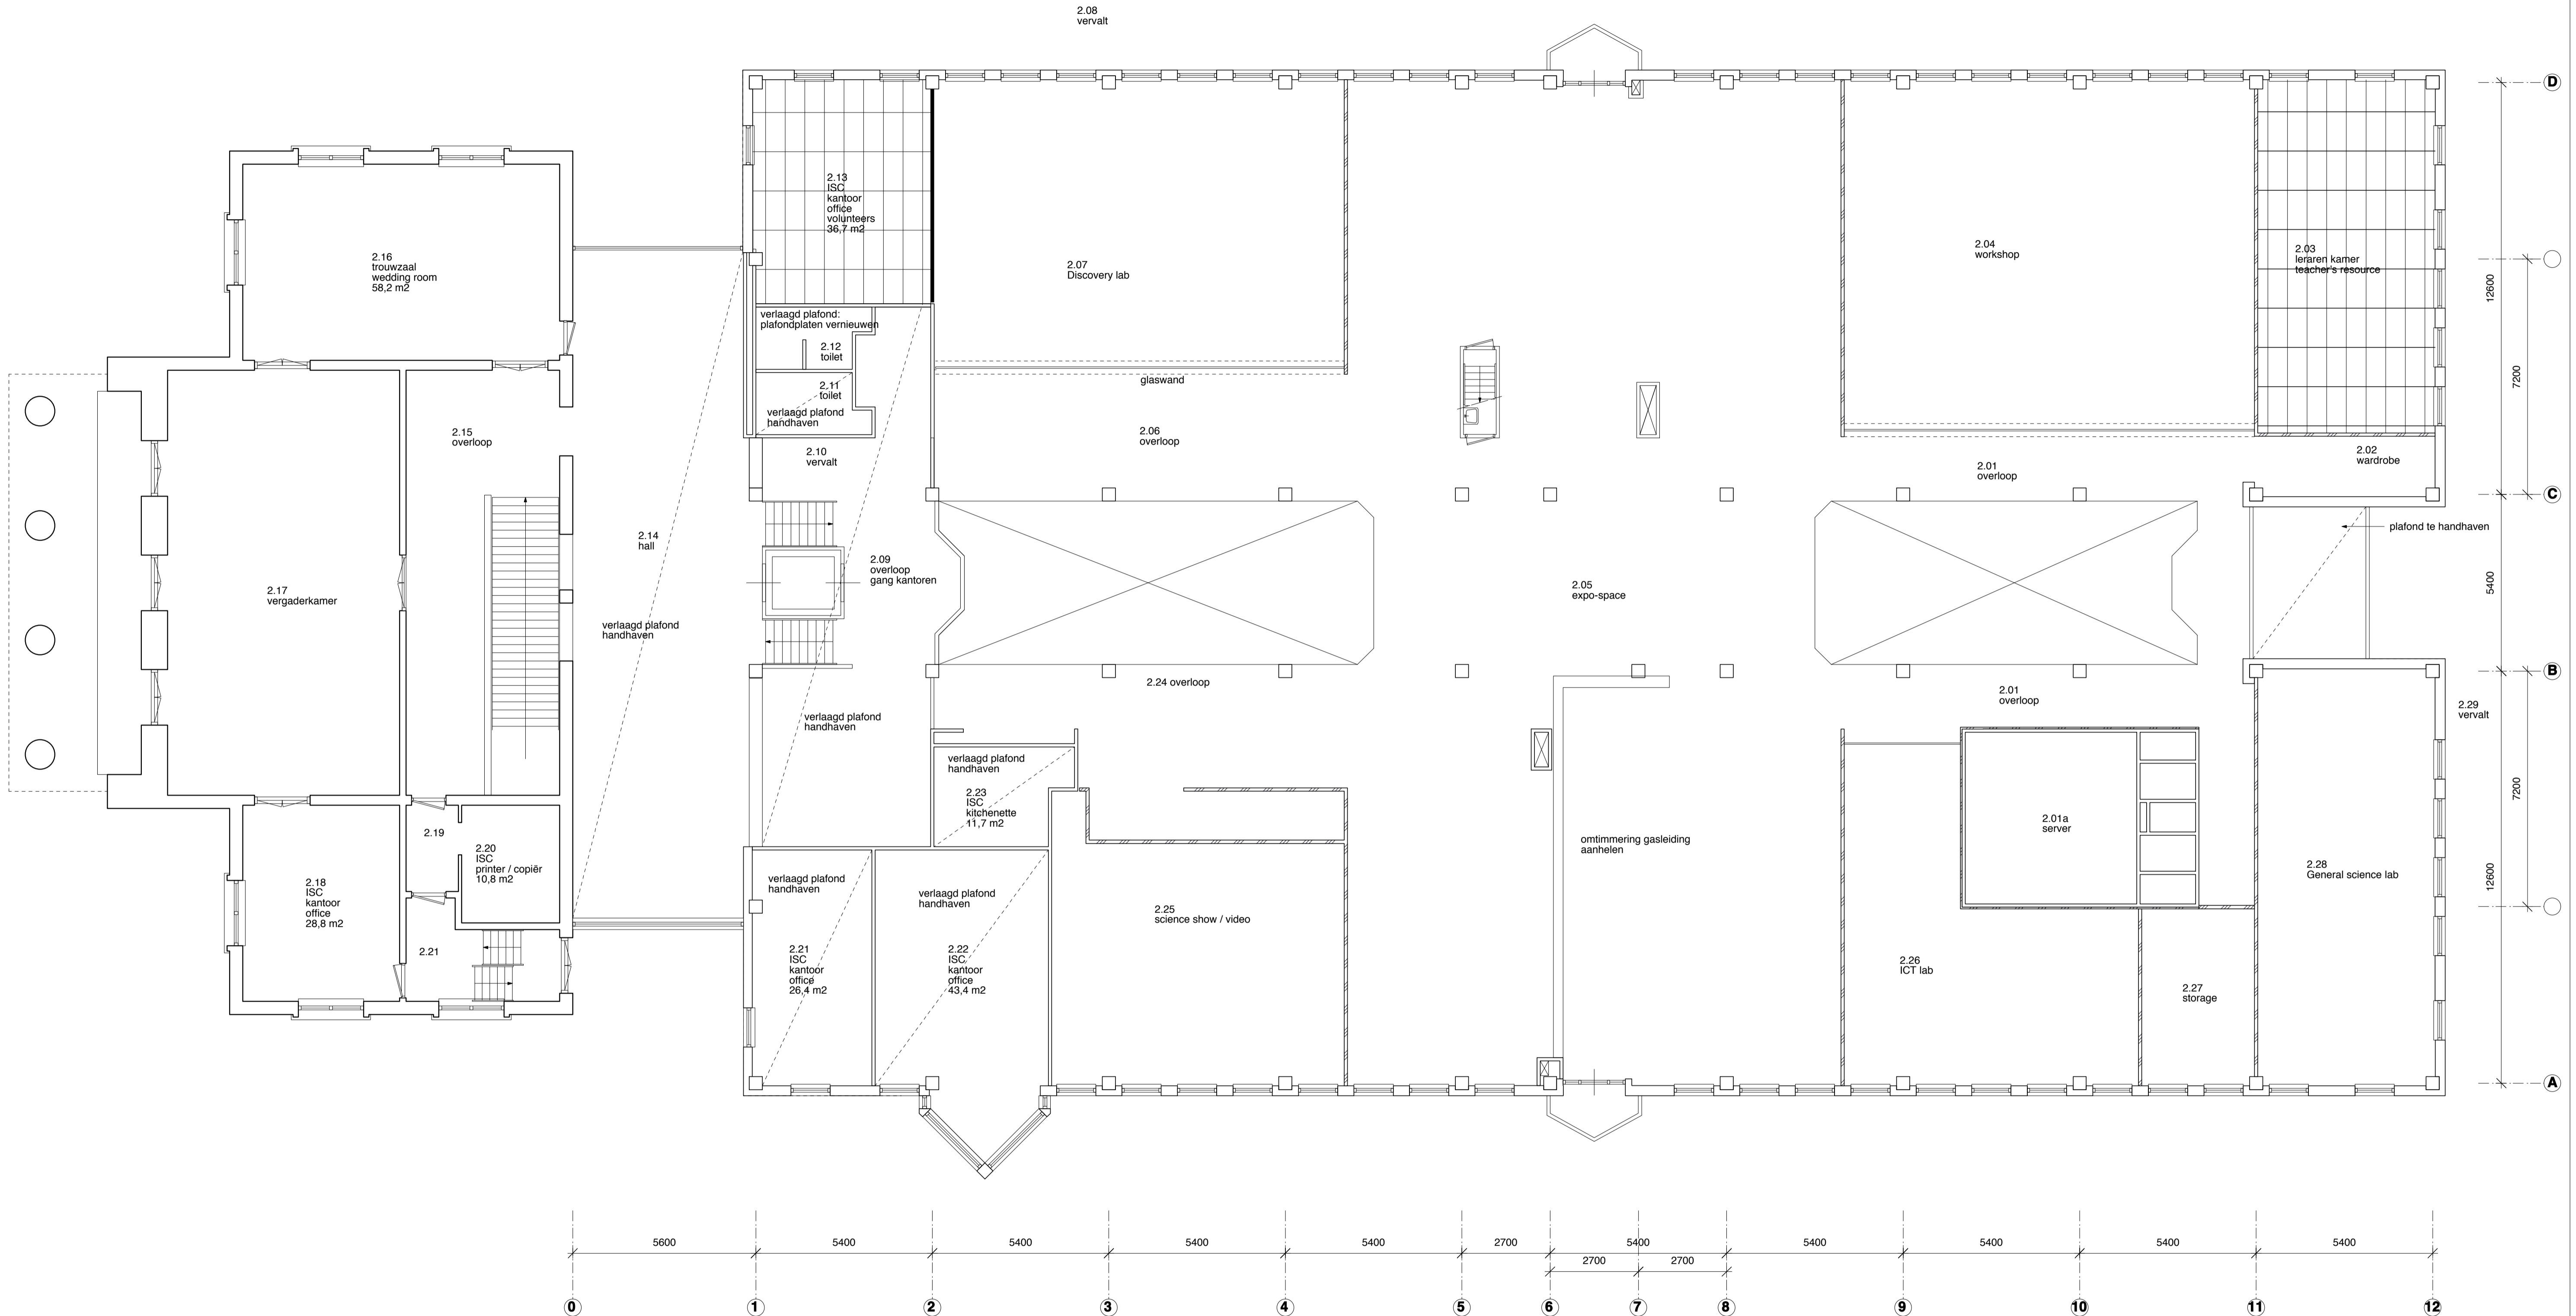 2.08
vervalt
D
2.13
ISC
kantoor
office
volunteers
36,7 m2
2.16
trouwzaal
wedding room
58,2 m2
2.07
Discovery lab
2.04
workshop
2.03
leraren kamer
teacher's resource
12600
7200
verlaagd plafond:
plafondplaten vernieuwen
2.12
toilet
2.11
toilet
verlaagd plafond
handhaven
glaswand
2.15
overloop
2.10
vervalt
2.06
overloop
2.01
overloop
2.02
wardrobe
C
plafond te handhaven
2.14
hall
2.09
overloop
gang kantoren
2.17
vergaderkamer
2.05
expo-space
5400
verlaagd plafond
handhaven
B
2.24 overloop
2.01
overloop
2.29
vervalt
verlaagd plafond
handhaven
verlaagd plafond
handhaven
2.23
ISC
kitchenette
11,7 m2
7200
2.19
2.20
ISC
printer / copiër
10,8 m2
omtimmering gasleiding
aanhelen
2.01a
server
2.28
General science lab
12600
2.18
ISC
kantoor
office
28,8 m2
verlaagd plafond
handhaven
verlaagd plafond
handhaven
2.25
science show / video
2.21
2.21
ISC
kantoor
office
26,4 m2
2.22
ISC
kantoor
office
43,4 m2
2.26
ICT lab
2.27
storage
A
5600
5400
5400
5400
5400
2700
5400
5400
5400
5400
5400
2700
2700
0
1
2
3
4
5
6
7
8
9
10
11
12